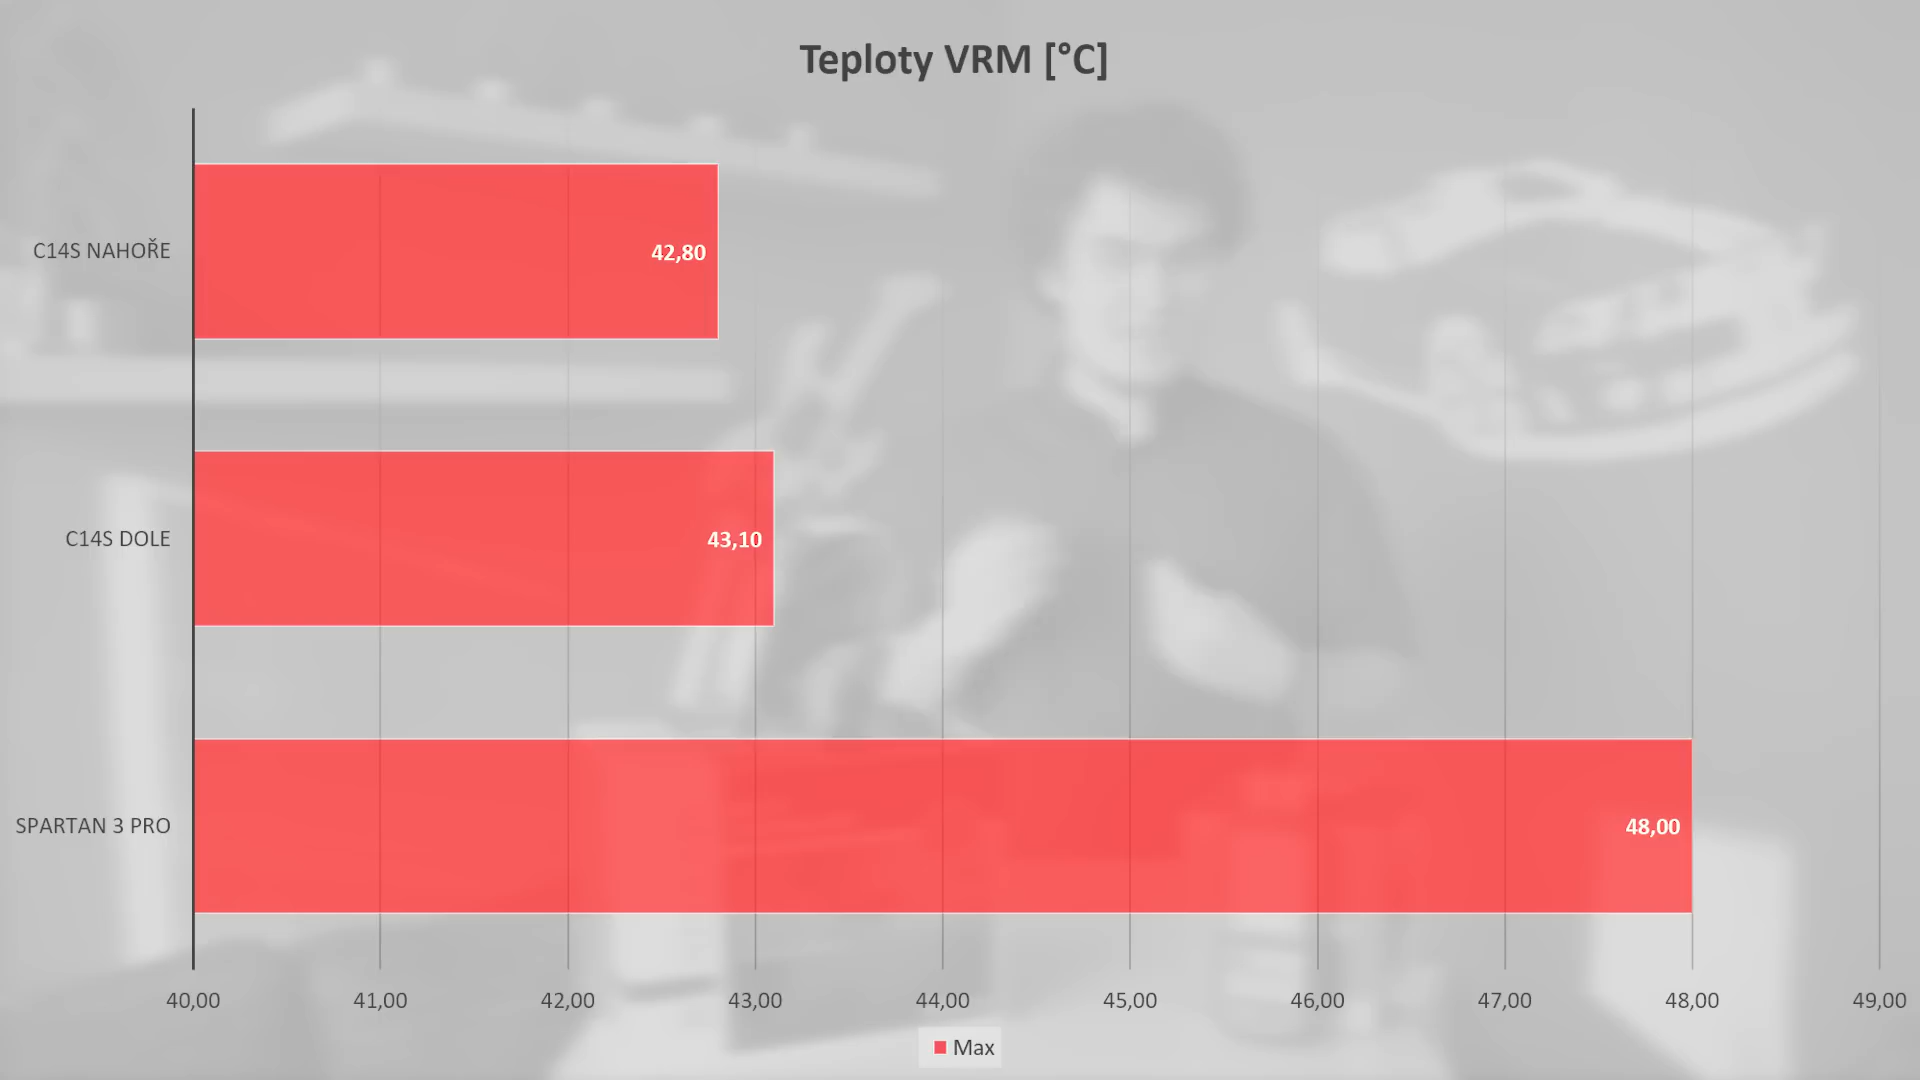 Teploty VRM [°C]
C14S NAHOŘE
42,80
C14S DOLE
43,10
SPARTAN 3 PRO
48,00
40,00 41,00 42,00 43,00 44,00 45,00 46,00 47,00 48,00 49,00
Max